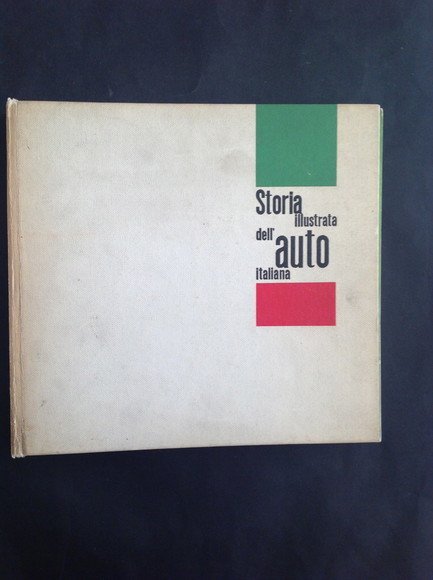 Storia
illustrata
dell'
auto
Italiana